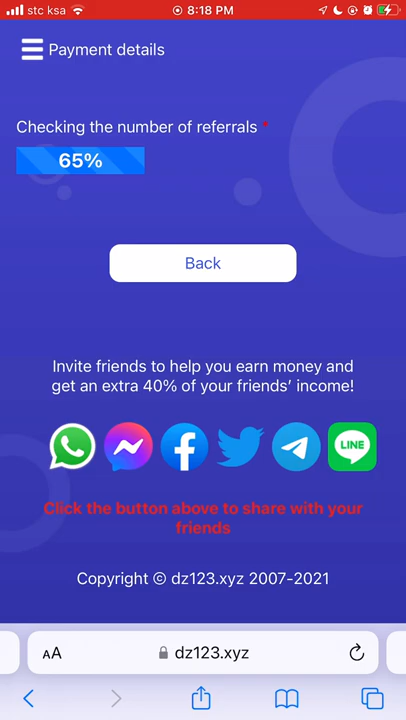 stc ksa 8:18 PM
Payment details
Checking the number of referrals *
65%
Back
Invite friends to help you earn money and
get an extra 40% of your friends’ income!
LINE
Click the button above to share with your
friends
Copyright © dz123.xyz 2007-2021
AA dz123.xyz